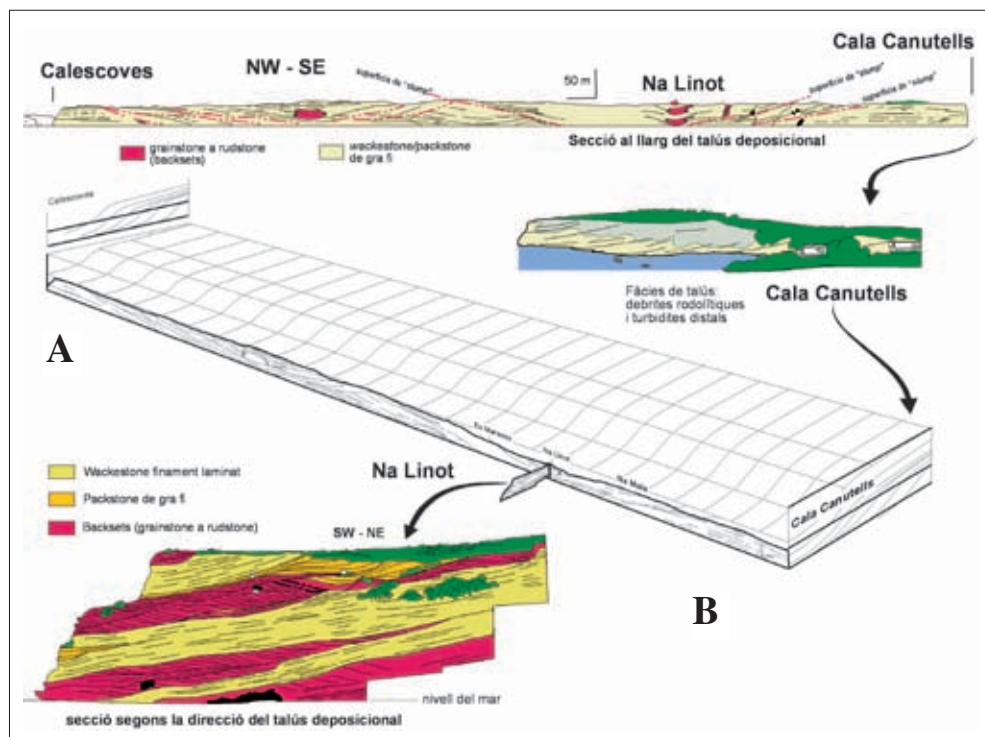 Cala Canutells
Calescoves
NW - SE
superfície de "slump"
50 m
Na Linot
superfície de "slump"
superfície de "slump"
grainstone a rudstone
(backsets)
wackestone/packstone
de gra fi
Secció al llarg del talús deposicional
Calescoves
Fàcies de talús:
debrites rodolítiques
i turbidites distals
Cala Canutells
A
Na Linot
Cala Canutells
Wackestone finament laminat
Packstone de gra fi
Backsets (grainstone a rudstone)
Na Linot
SW - NE
B
nivell del mar
secció segons la direcció del talús deposicional